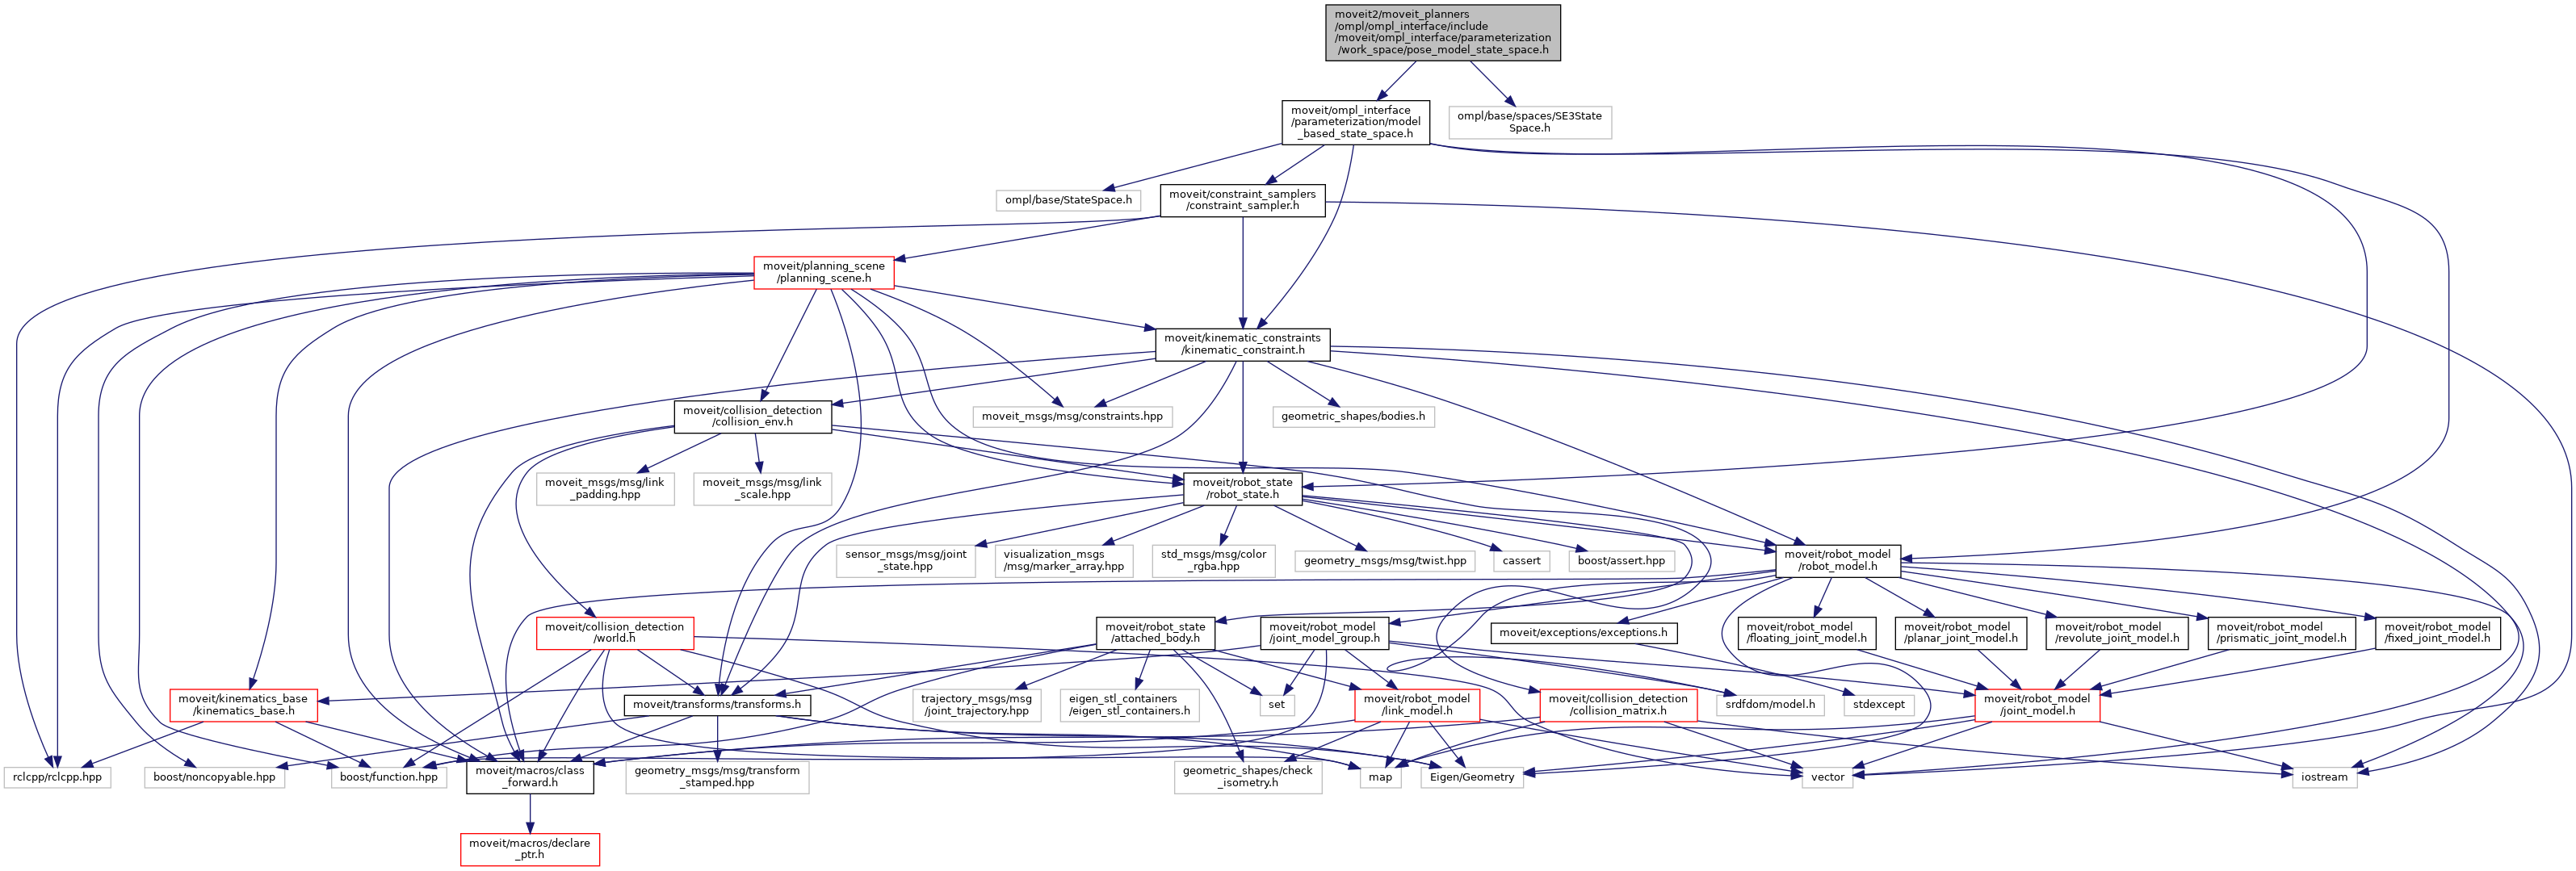 moveit2/moveit_planners
/ompl/ompl_interface/include
/moveit/ompl_interface/parameterization
/work_space/pose_model_state_space.h
moveit/ompl_interface
/parameterization/model
_based_state_space.h
ompl/base/spaces/SE3State
Space.h
ompl/base/StateSpace.h
moveit/constraint_samplers
/constraint_sampler.h
moveit/planning_scene
/planning_scene.h
moveit/kinematic_constraints
/kinematic_constraint.h
moveit/collision_detection
/collision_env.h
moveit_msgs/msg/constraints.hpp
geometric_shapes/bodies.h
moveit_msgs/msg/link
_padding.hpp
moveit_msgs/msg/link
_scale.hpp
moveit/robot_state
/robot_state.h
sensor_msgs/msg/joint
_state.hpp
visualization_msgs
/msg/marker_array.hpp
std_msgs/msg/color
_rgba.hpp
geometry_msgs/msg/twist.hpp
cassert
boost/assert.hpp
moveit/robot_model
/robot_model.h
moveit/collision_detection
/world.h
moveit/robot_state
/attached_body.h
moveit/robot_model
/joint_model_group.h
moveit/exceptions/exceptions.h
moveit/robot_model
/floating_joint_model.h
moveit/robot_model
/planar_joint_model.h
moveit/robot_model
/revolute_joint_model.h
moveit/robot_model
/prismatic_joint_model.h
moveit/robot_model
/fixed_joint_model.h
moveit/kinematics_base
/kinematics_base.h
moveit/transforms/transforms.h
trajectory_msgs/msg
/joint_trajectory.hpp
eigen_stl_containers
/eigen_stl_containers.h
set
moveit/robot_model
/link_model.h
moveit/collision_detection
/collision_matrix.h
srdfdom/model.h
stdexcept
moveit/robot_model
/joint_model.h
rclcpp/rclcpp.hpp
boost/noncopyable.hpp
boost/function.hpp
moveit/macros/class
_forward.h
geometry_msgs/msg/transform
_stamped.hpp
geometric_shapes/check
_isometry.h
map
Eigen/Geometry
vector
iostream
moveit/macros/declare
_ptr.h